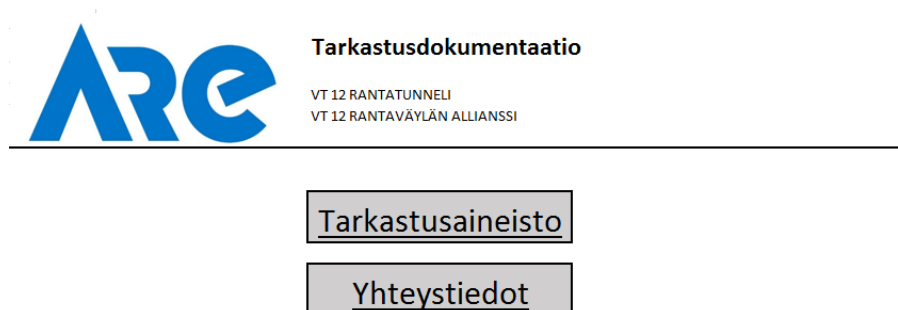 ARE
Tarkastusdokumentaatio
VT 12 RANTATUNNELI
VT 12 RANTAVÄYLÄN ALLIANSSI
Tarkastusaineisto
Yhteystiedot